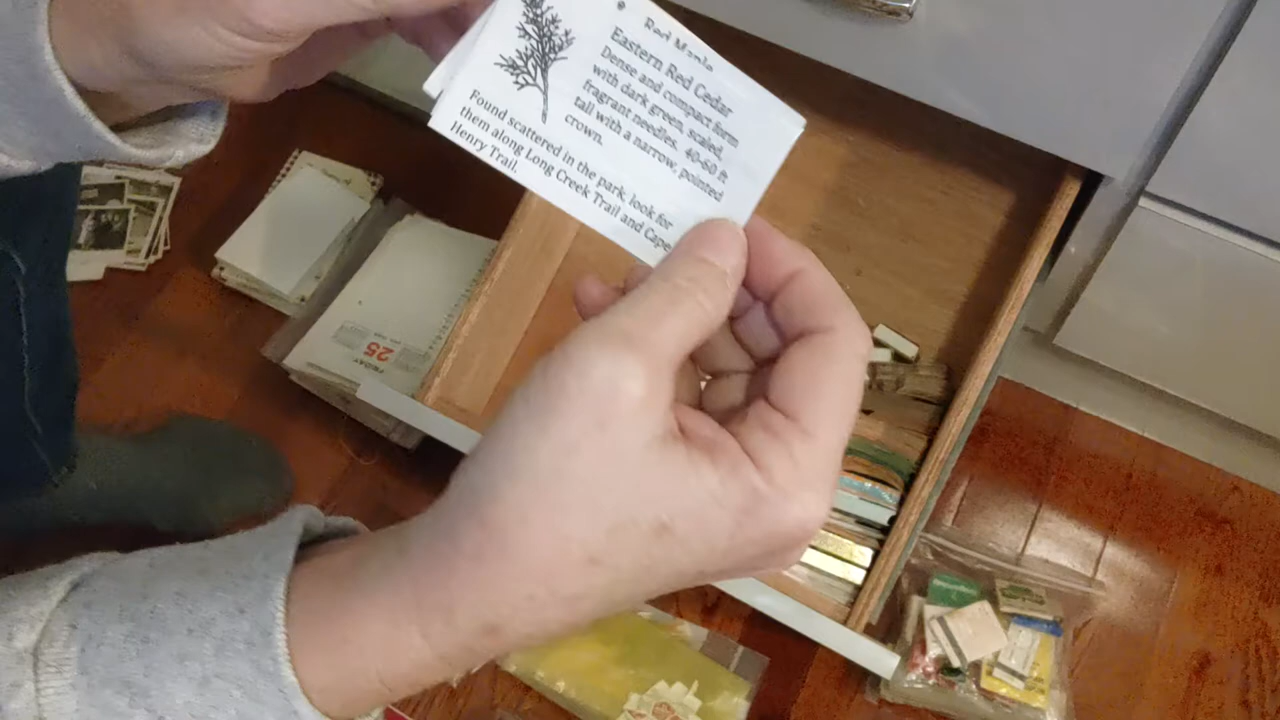 Red Maple
Eastern Red Cedar
Dense and compact form
with dark green, scaled,
fragrant needles. 40-60 ft
tall with a narrow, pointed
crown.
Found scattered in the park, look for
them along Long Creek Trail and Cape
Henry Trail.
FRIDAY
25